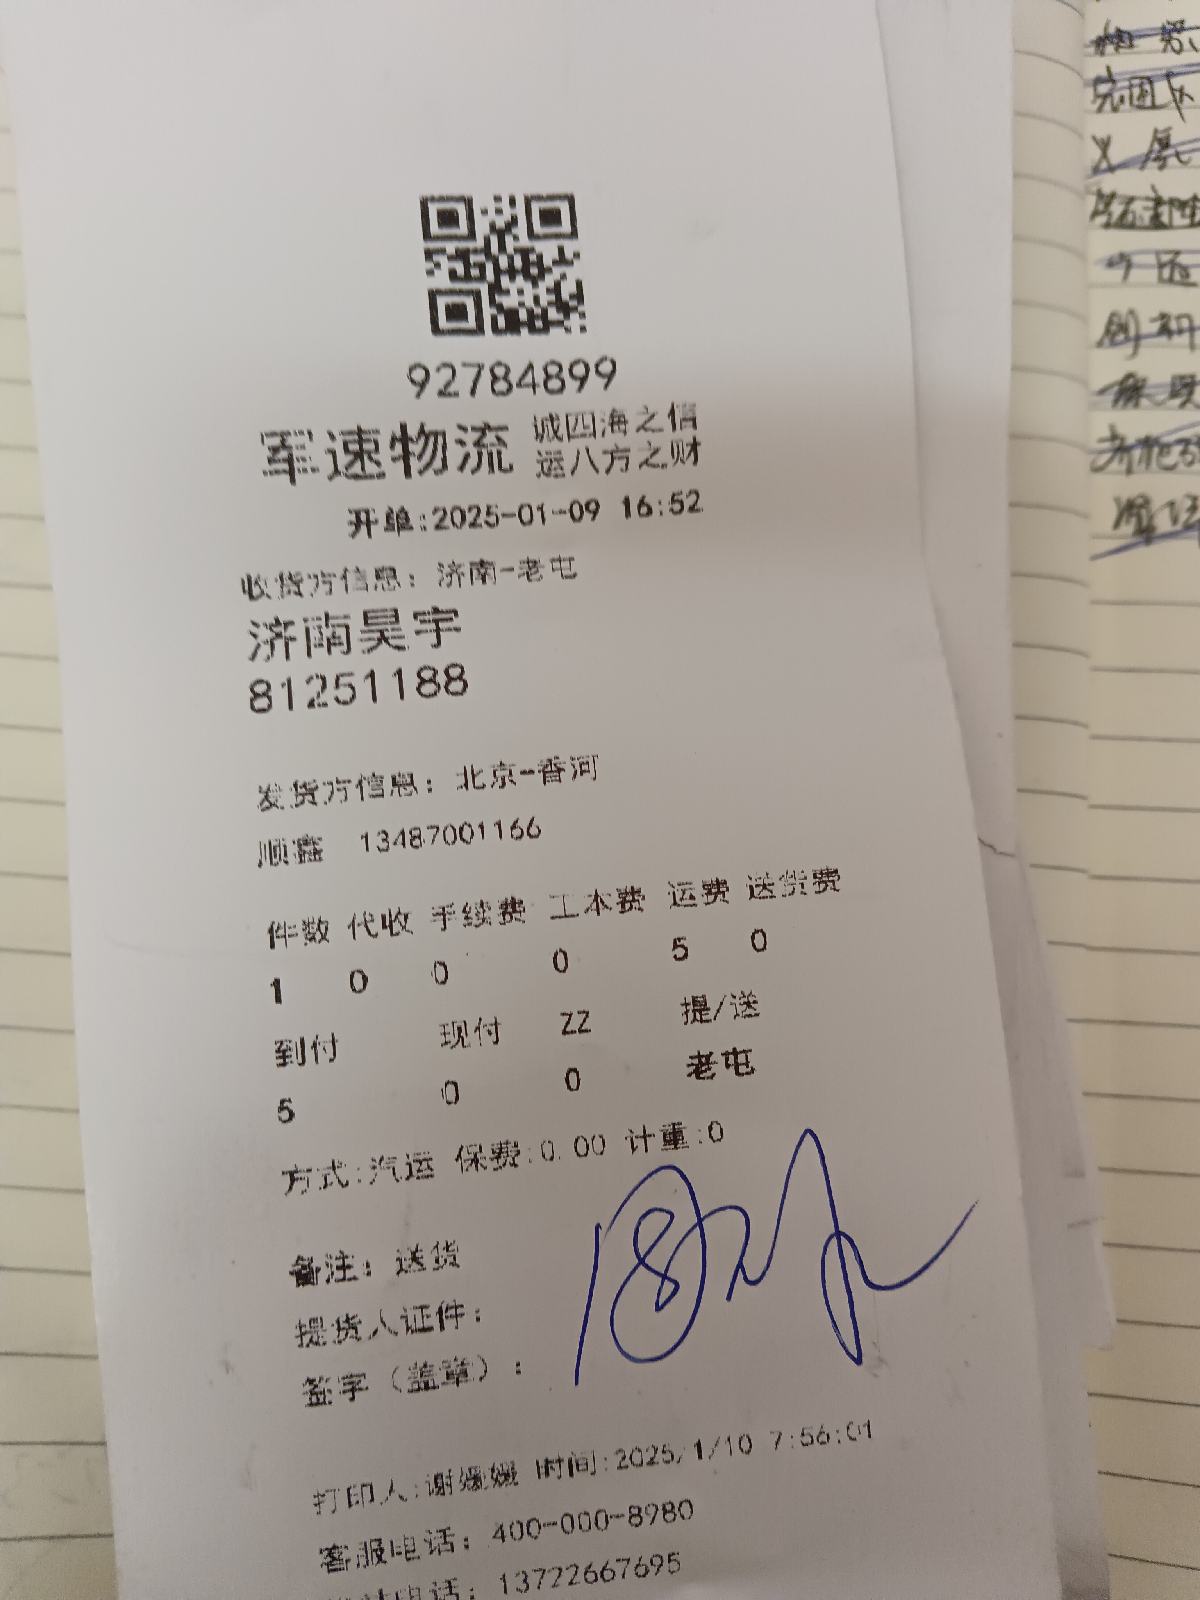 92784899
军速物流 诚四海之信
运八方之财
开单:2025-01-09 16:52
收货方信息: 济南-老屯
济南昊宇
81251188
发货方信息: 北京-香河
顺鑫 13487001166
件数 代收 手续费 工本费 运费 送货费
1 0 0 0 5 0
到付 现付 ZZ 提/送
5 0 0 老屯
方式:汽运 保费:0.00 计重:0
备注: 送货
提货人证件:
签字(盖章):
打印人:谢媛媛 时间:2025/1/10 7:56:01
客服电话: 400-000-8980
电话: 13722667695